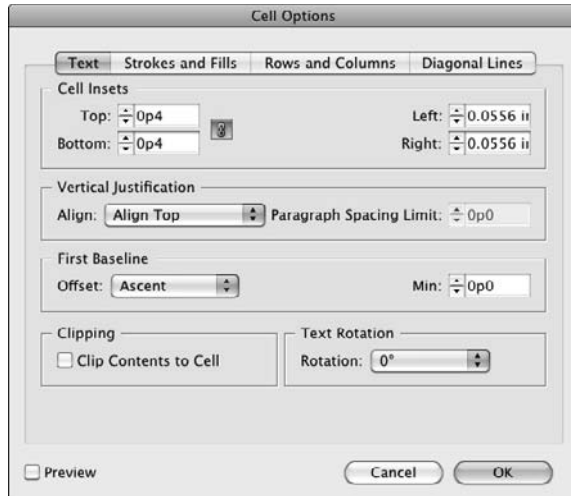 Cell Options
Text Strokes and Fills Rows and Columns Diagonal Lines
Cell Insets
Top: 0p4 Left: 0.0556 in
Bottom: 0p4 Right: 0.0556 in
Vertical Justification
Align: Align Top Paragraph Spacing Limit: 0p0
First Baseline
Offset: Ascent Min: 0p0
Clipping Text Rotation
Clip Contents to Cell Rotation: 0°
Preview Cancel OK